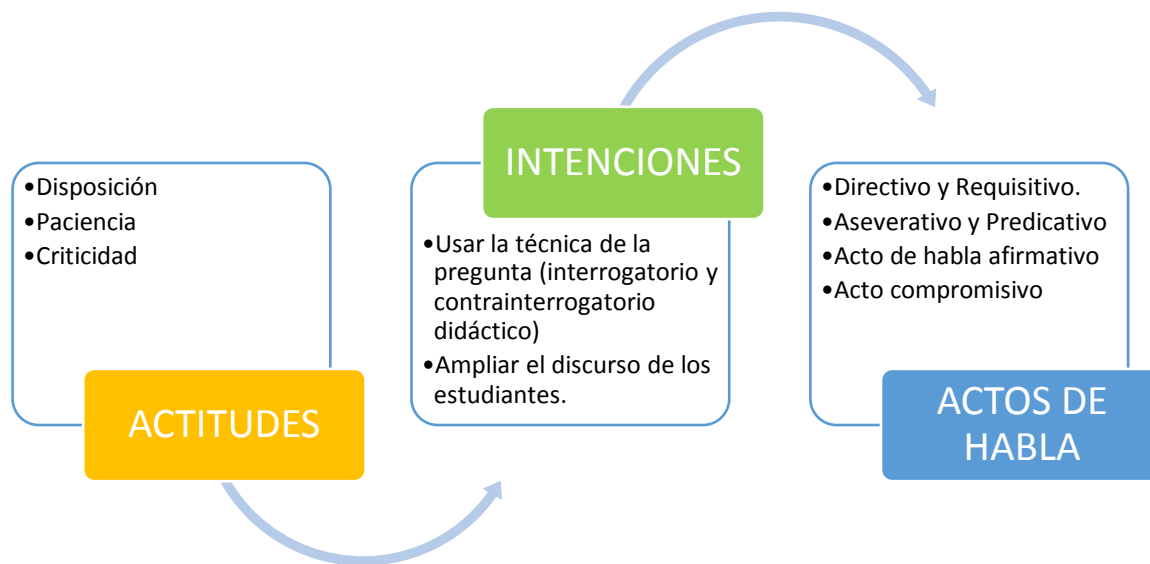 •Disposición
•Paciencia
•Criticidad
ACTITUDES
INTENCIONES
•Usar la técnica de la
pregunta (interrogatorio y
contrainterrogatorio
didáctico)
•Ampliar el discurso de los
estudiantes.
•Directivo y Requisitivo.
•Aseverativo y Predicativo
•Acto de habla afirmativo
•Acto compromisivo
ACTOS DE
HABLA